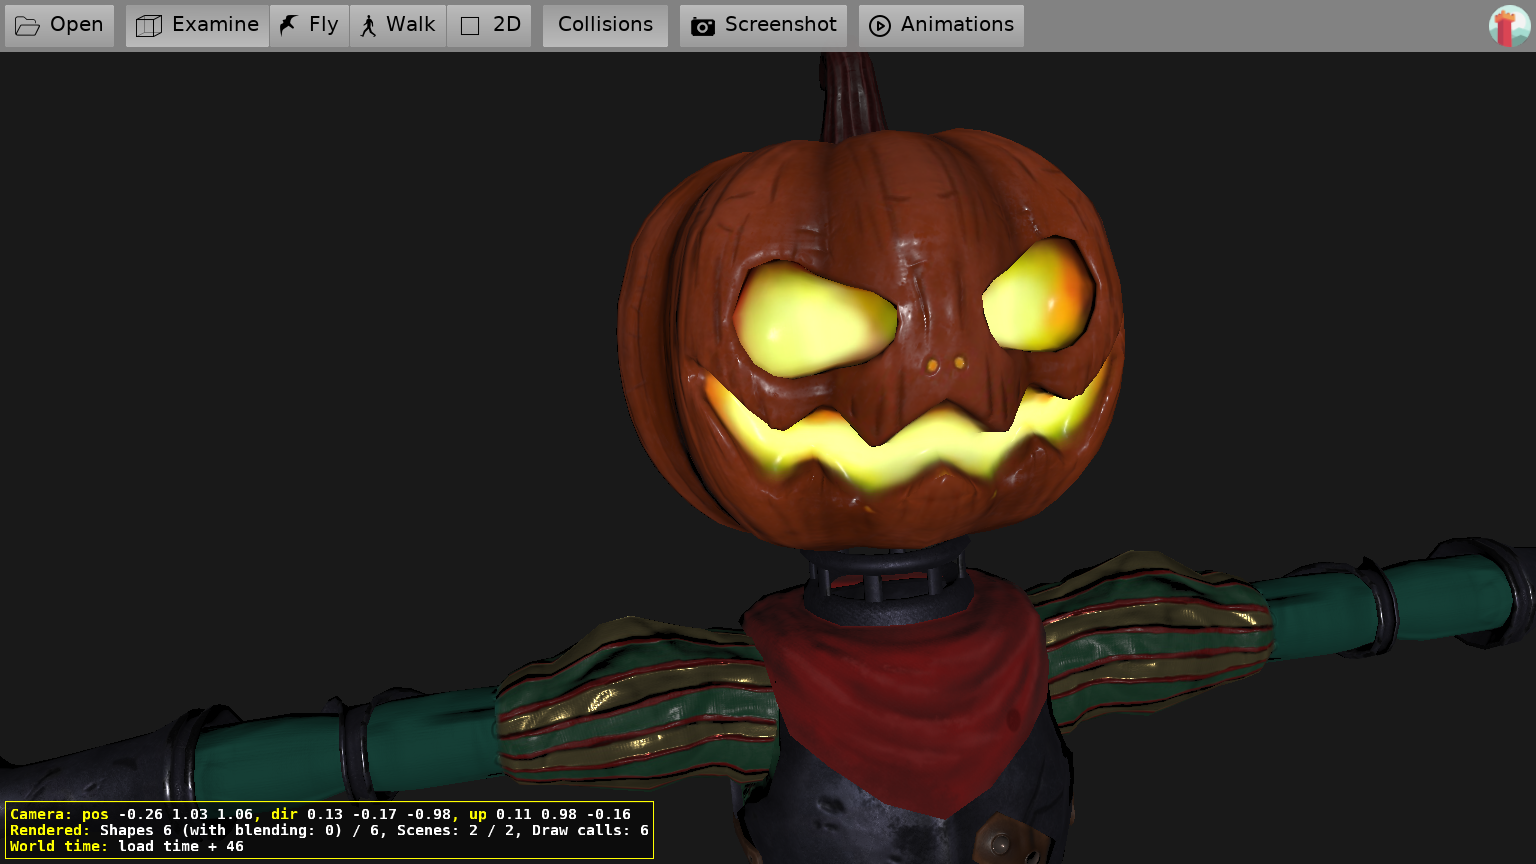 Open Examine Fly Walk 2D Collisions Screenshot Animations
Camera: pos -0.26 1.03 1.06, dir 0.13 -0.17 -0.98, up 0.11 0.98 -0.16
Rendered: Shapes 6 (with blending: 0) / 6, Scenes: 2 / 2, Draw calls: 6
World time: load time + 46